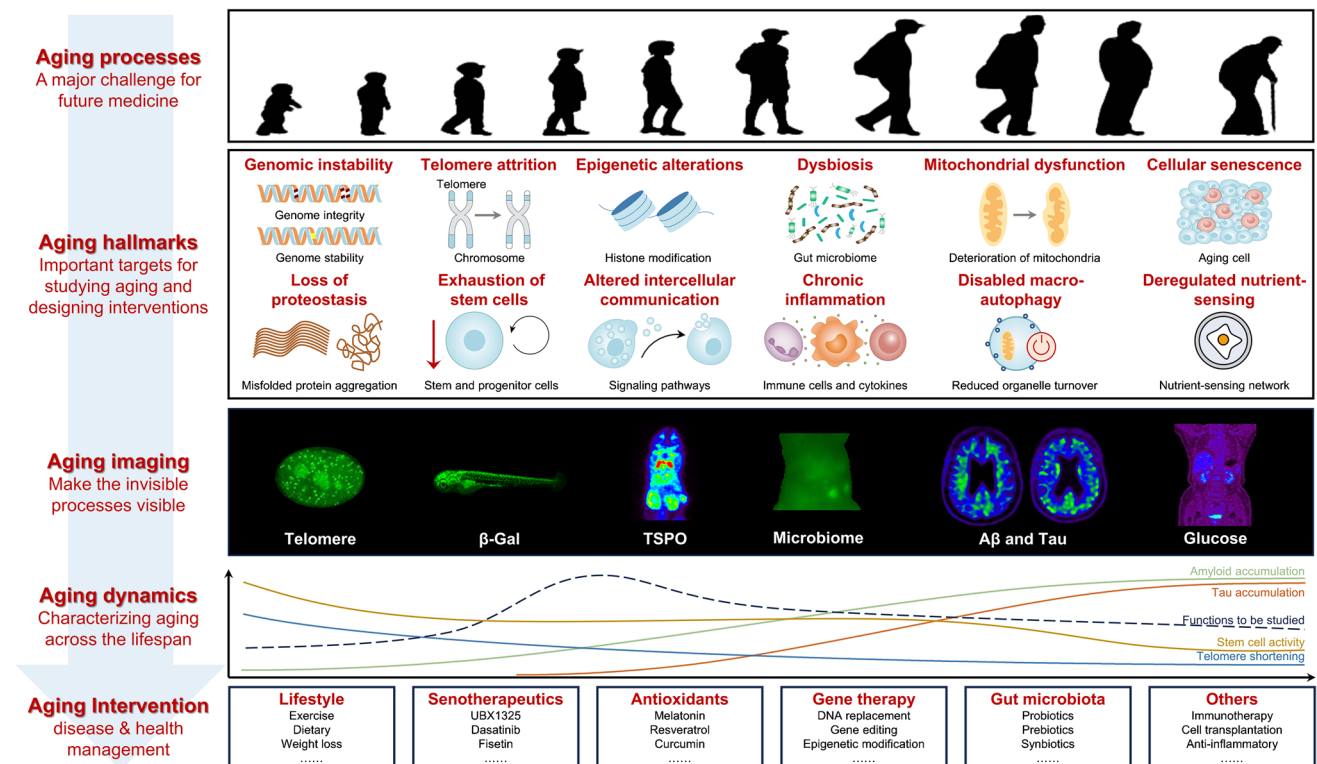 Aging processes
A major challenge for
future medicine
Aging hallmarks
Important targets for
studying aging and
designing interventions
Genomic instability
Genome integrity
Genome stability
Telomere attrition
Telomere
Chromosome
Epigenetic alterations
Histone modification
Dysbiosis
Gut microbiome
Mitochondrial dysfunction
Deterioration of mitochondria
Cellular senescence
Aging cell
Loss of
proteostasis
Misfolded protein aggregation
Exhaustion of
stem cells
Stem and progenitor cells
Altered intercellular
communication
Signaling pathways
Chronic
inflammation
Immune cells and cytokines
Disabled macro-
autophagy
Reduced organelle turnover
Deregulated nutrient-
sensing
Nutrient-sensing network
Aging imaging
Make the invisible
processes visible
Telomere
β-Gal
TSPO
Microbiome
Aβ and Tau
Glucose
Aging dynamics
Characterizing aging
across the lifespan
Amyloid accumulation
Tau accumulation
Functions to be studied
Stem cell activity
Telomere shortening
Aging Intervention
disease & health
management
Lifestyle
Exercise
Dietary
Weight loss
......
Senotherapeutics
UBX1325
Dasatinib
Fisetin
......
Antioxidants
Melatonin
Resveratrol
Curcumin
......
Gene therapy
DNA replacement
Gene editing
Epigenetic modification
......
Gut microbiota
Probiotics
Prebiotics
Synbiotics
......
Others
Immunotherapy
Cell transplantation
Anti-inflammatory
......